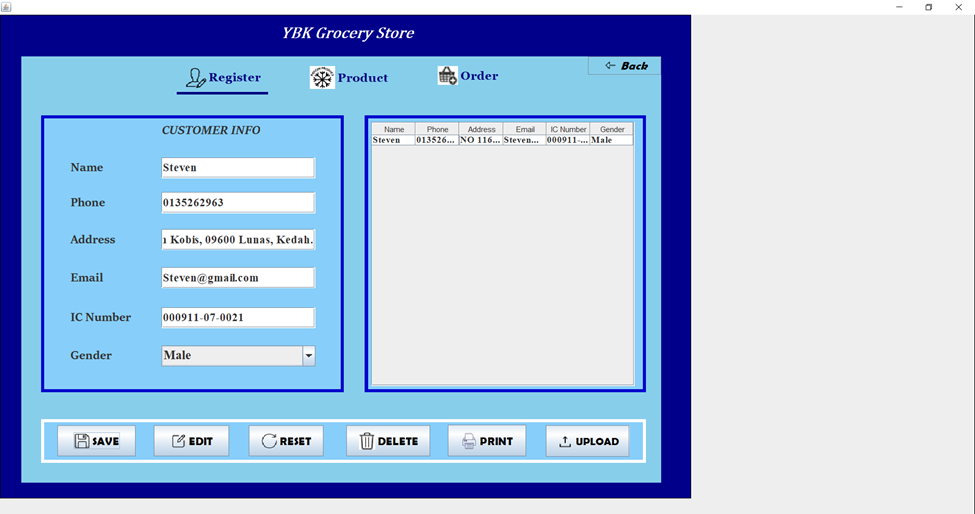 YBK Grocery Store
Register
Product
Order
Back
CUSTOMER INFO
Name Steven
Phone 0135262963
Address Kobis, 09600 Lunas, Kedah.
Email Steven@gmail.com
IC Number 000911-07-0021
Gender Male
Name Phone Address Email IC Number Gender
Steven 013526... NO 116... Steven... 000911-... Male
SAVE EDIT RESET DELETE PRINT UPLOAD